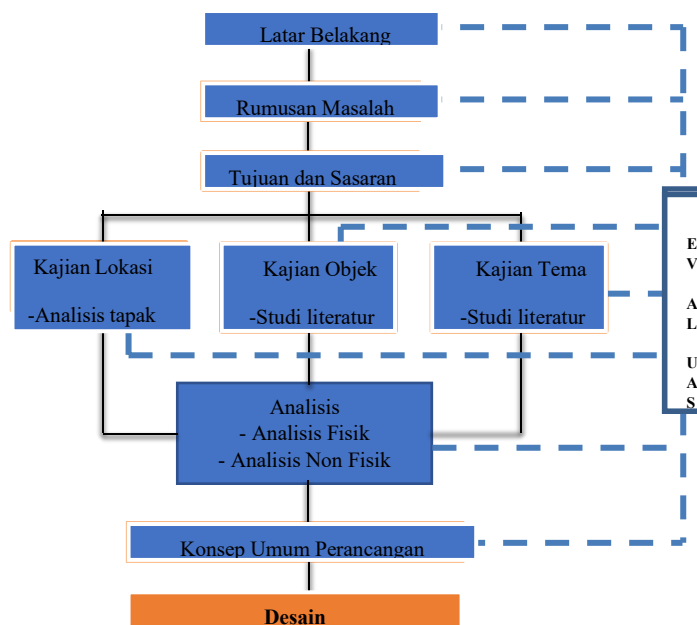 Latar Belakang
Rumusan Masalah
Tujuan dan Sasaran
Kajian Lokasi
-Analisis tapak
Kajian Objek
-Studi literatur
Kajian Tema
-Studi literatur
E
V
A
L
U
A
S
Analisis
- Analisis Fisik
- Analisis Non Fisik
Konsep Umum Perancangan
Desain